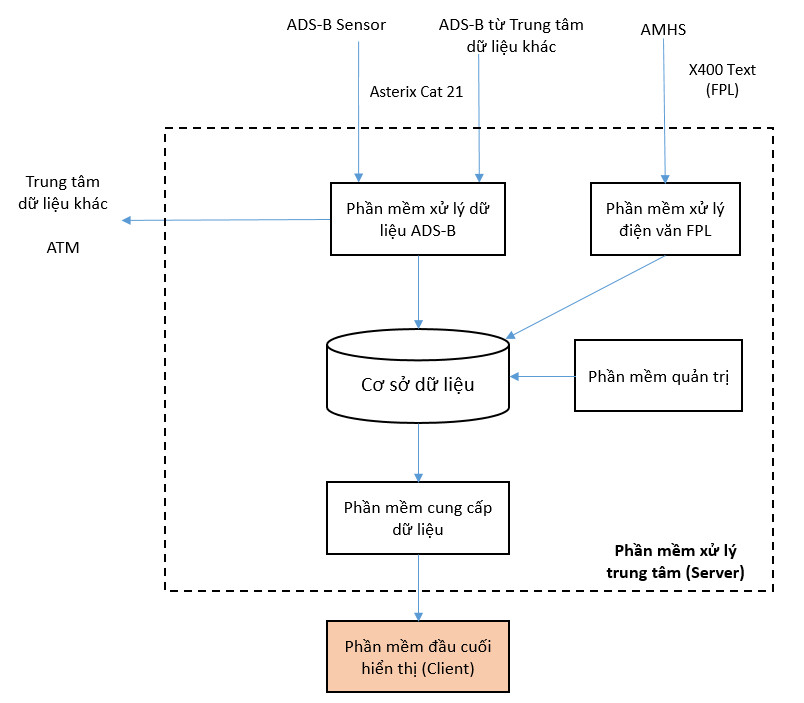 ADS-B Sensor
ADS-B từ Trung tâm
dữ liệu khác
AMHS
X400 Text
(FPL)
Asterix Cat 21
Trung tâm
dữ liệu khác
ATM
Phần mềm xử lý dữ
liệu ADS-B
Phần mềm xử lý
điện văn FPL
Cơ sở dữ liệu
Phần mềm quản trị
Phần mềm cung cấp
dữ liệu
Phần mềm xử lý
trung tâm (Server)
Phần mềm đầu cuối
hiển thị (Client)